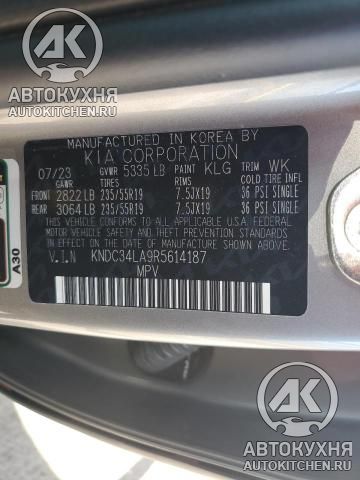 АК
АВТОКУХНЯ
AUTOKITCHEN.RU
MANUFACTURED IN KOREA BY
KIA CORPORATION
07/23 GVWR 5335 LB PAINT KLG TRIM WK
GAWR TIRES RIMS COLD TIRE INFL.
FRONT 2822 LB 235/55R19 7.5JX19 36 PSI SINGLE
REAR 3064 LB 235/55R19 7.5JX19 36 PSI SINGLE
THIS VEHICLE CONFORMS TO ALL APPLICABLE U.S.
FEDERAL MOTOR VEHICLE SAFETY AND THEFT PREVENTION
STANDARDS IN EFFECT ON THE DATE OF MANUFACTURE
SHOWN ABOVE.
V.I.N KNDC34LA9R5614187
MPV
A30
АК
АВТОКУХНЯ
AUTOKITCHEN.RU